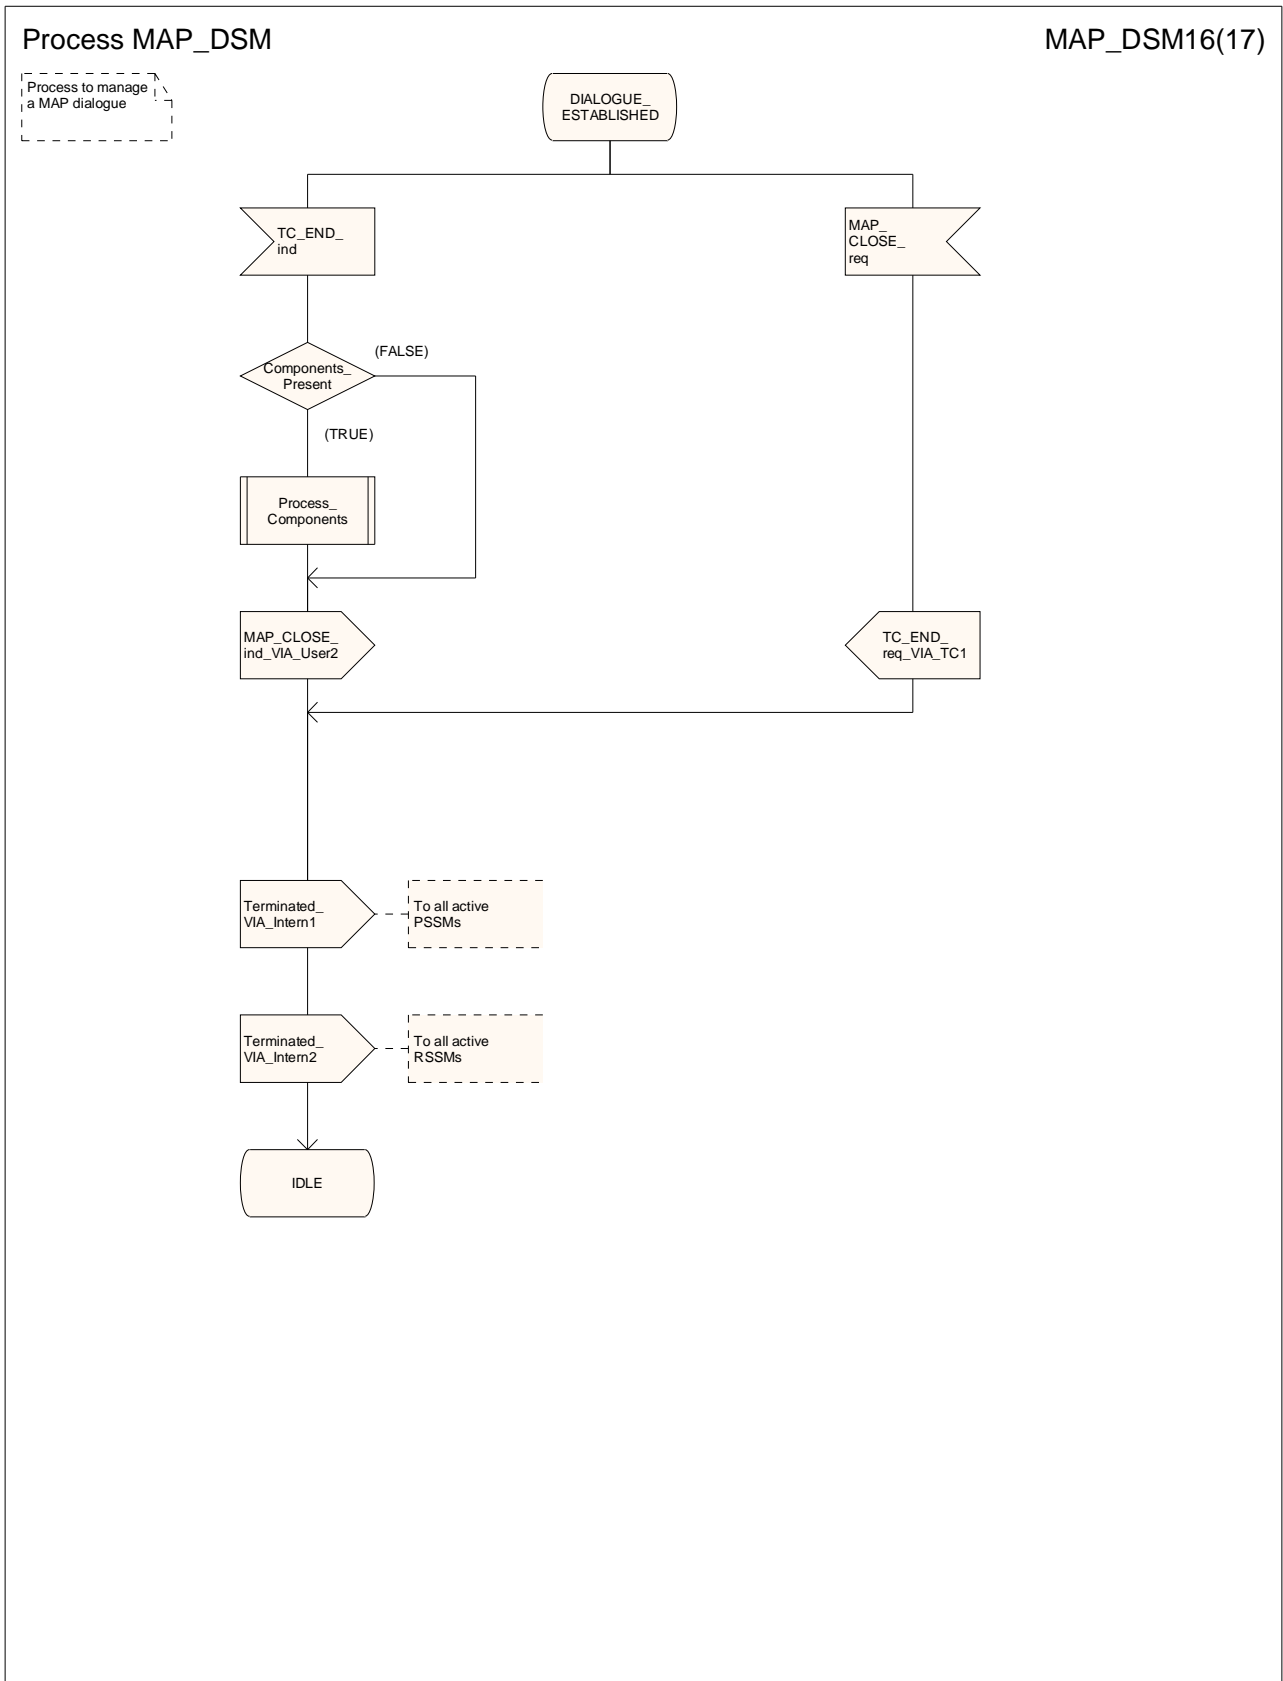 Process MAP_DSM
MAP_DSM16(17)
Process to manage
a MAP dialogue
DIALOGUE_
ESTABLISHED
TC_END_
ind
MAP_
CLOSE_
req
(FALSE)
Components_
Present
(TRUE)
Process_
Components
MAP_CLOSE_
ind_VIA_User2
TC_END_
req_VIA_TC1
Terminated_
VIA_Intern1
To all active
PSSMs
Terminated_
VIA_Intern2
To all active
RSSMs
IDLE